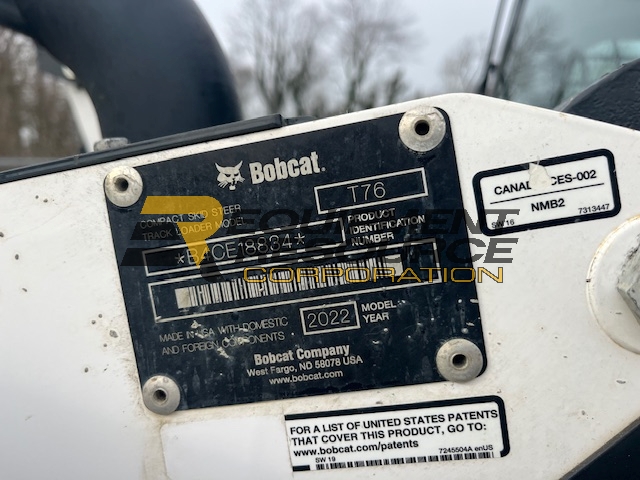 Bobcat.
T76
COMPACT SKID STEER
TRACK LOADER MODEL
PRODUCT
IDENTIFICATION
NUMBER
EQUIPMENT
RESOURCE
CORPORATION
MADE IN USA WITH DOMESTIC
AND FOREIGN COMPONENTS
2022
MODEL
YEAR
Bobcat Company
West Fargo, ND 58078 USA
www.bobcat.com
CES-002
NMB2
SW 16
7313447
FOR A LIST OF UNITED STATES PATENTS
THAT COVER THIS PRODUCT, GO TO:
www.bobcat.com/patents
7245504A enUS
SW 19